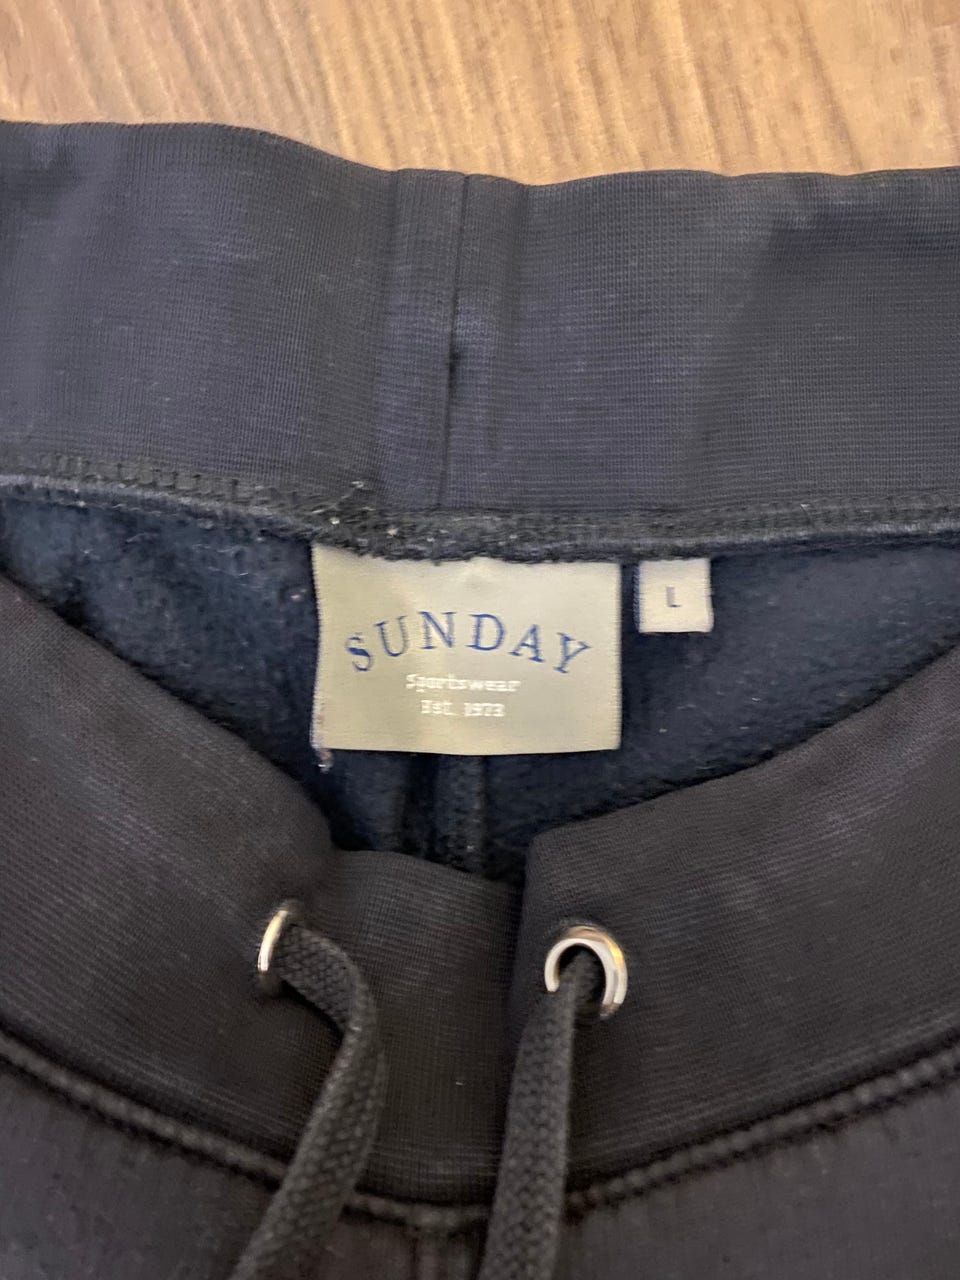 SUNDAY
Sportswear
Est. 1973
L